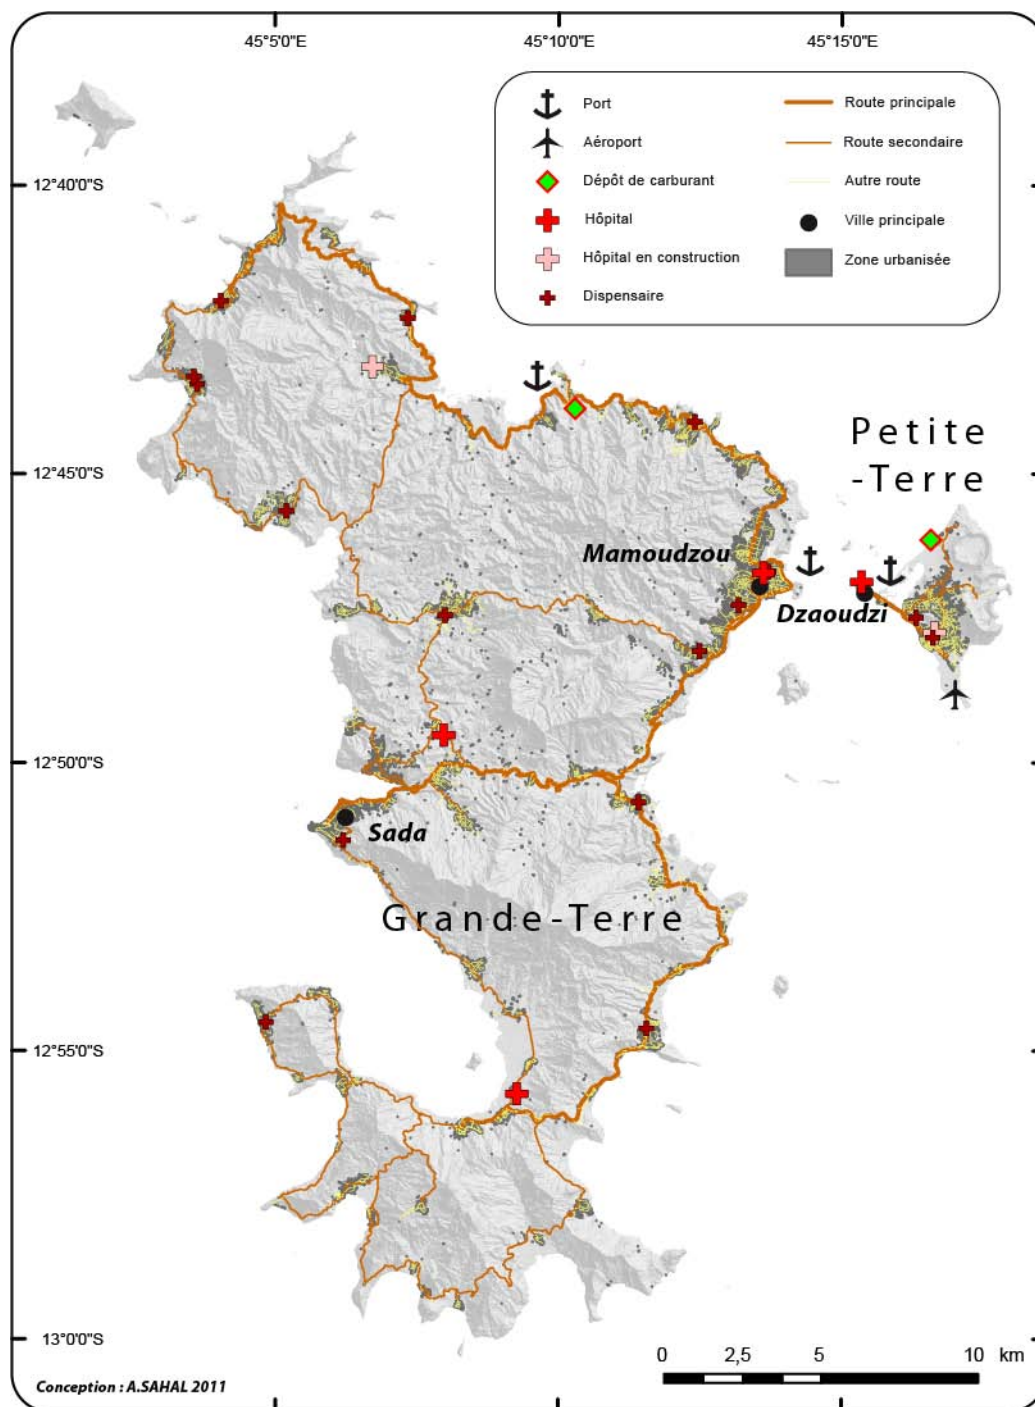 45°5'0"E
45°10'0"E
45°15'0"E
Port
Aéroport
Dépôt de carburant
Hôpital
Hôpital en construction
Dispensaire
Route principale
Route secondaire
Autre route
Ville principale
Zone urbanisée
12°40'0"S
12°45'0"S
12°50'0"S
12°55'0"S
13°0'0"S
Petite
-Terre
Mamoudzou
Dzaoudzi
Sada
Grande-Terre
0 2,5 5 10 km
Conception : A.SAHAL 2011